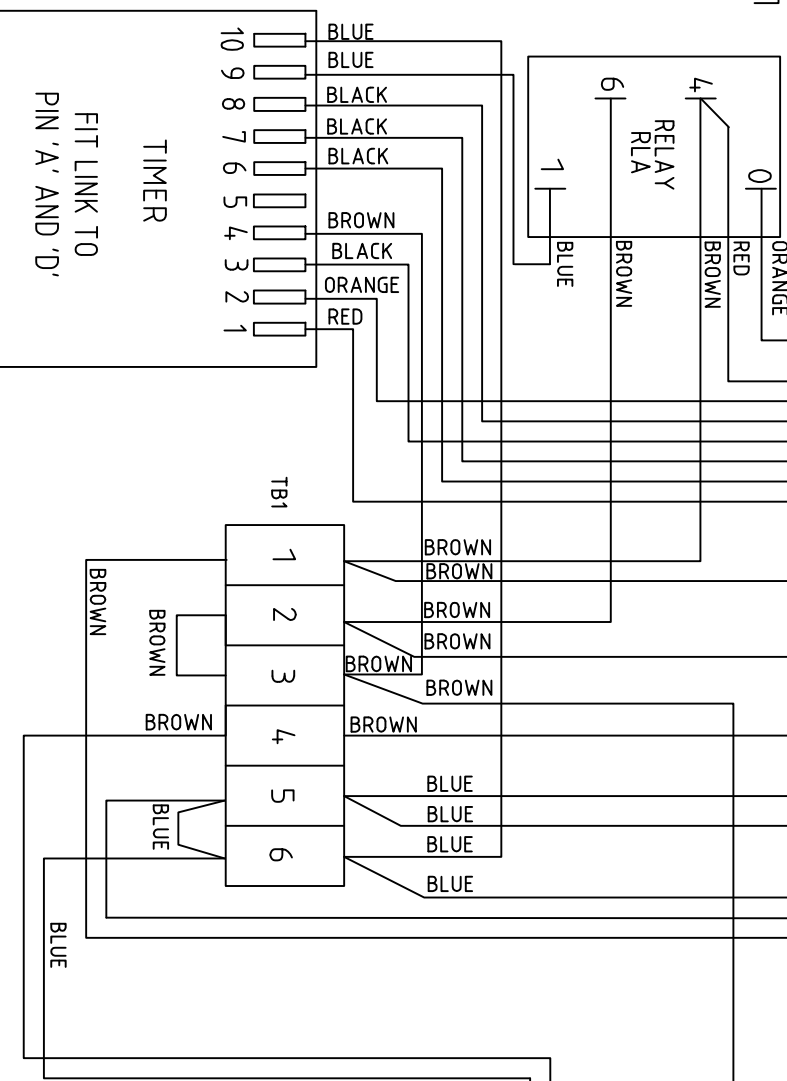 10 BLUE
9 BLUE
8 BLACK
7 BLACK
6 BLACK
5
4 BROWN
3 BLACK
2 ORANGE
1 RED
TIMER
FIT LINK TO
PIN 'A' AND 'D'
6
4
RELAY
RLA
1
0
BLUE
BROWN
BROWN
RED
ORANGE
TB1
1
2
3
4
5
6
BROWN
BROWN
BROWN
BROWN
BROWN
BROWN
BROWN
BROWN
BROWN
BROWN
BLUE
BLUE
BLUE
BLUE
BLUE
BLUE